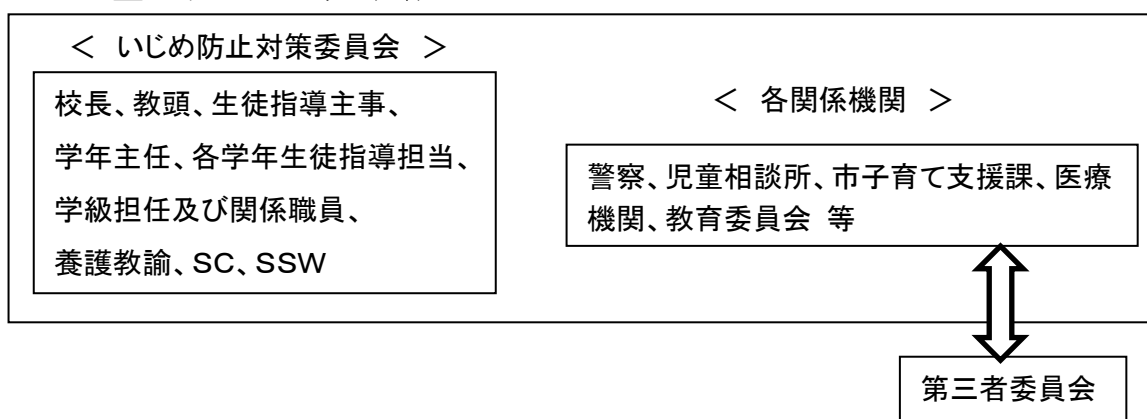 ＜ いじめ防止対策委員会 ＞
校長、教頭、生徒指導主事、
学年主任、各学年生徒指導担当、
学級担任及び関係職員、
養護教諭、SC、SSW
＜ 各関係機関 ＞
警察、児童相談所、市子育て支援課、医療
機関、教育委員会 等
第三者委員会